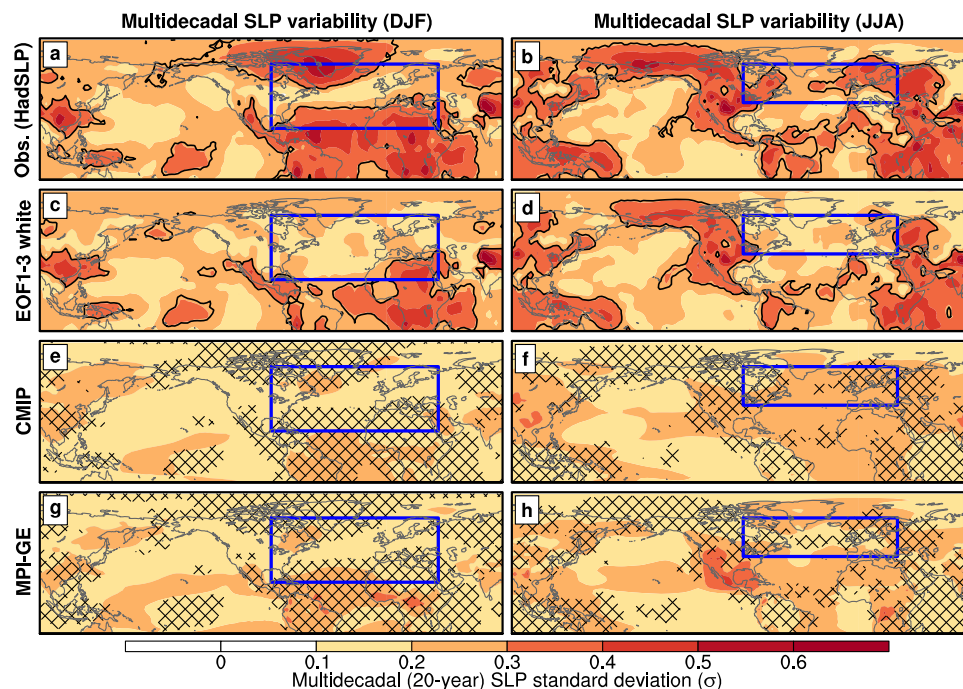 Multidecadal SLP variability (DJF)
Multidecadal SLP variability (JJA)
Obs. (HadSLP)
a
b
EOF1-3 white
c
d
CMIP
e
f
MPI-GE
g
h
0 0.1 0.2 0.3 0.4 0.5 0.6
Multidecadal (20-year) SLP standard deviation (σ)